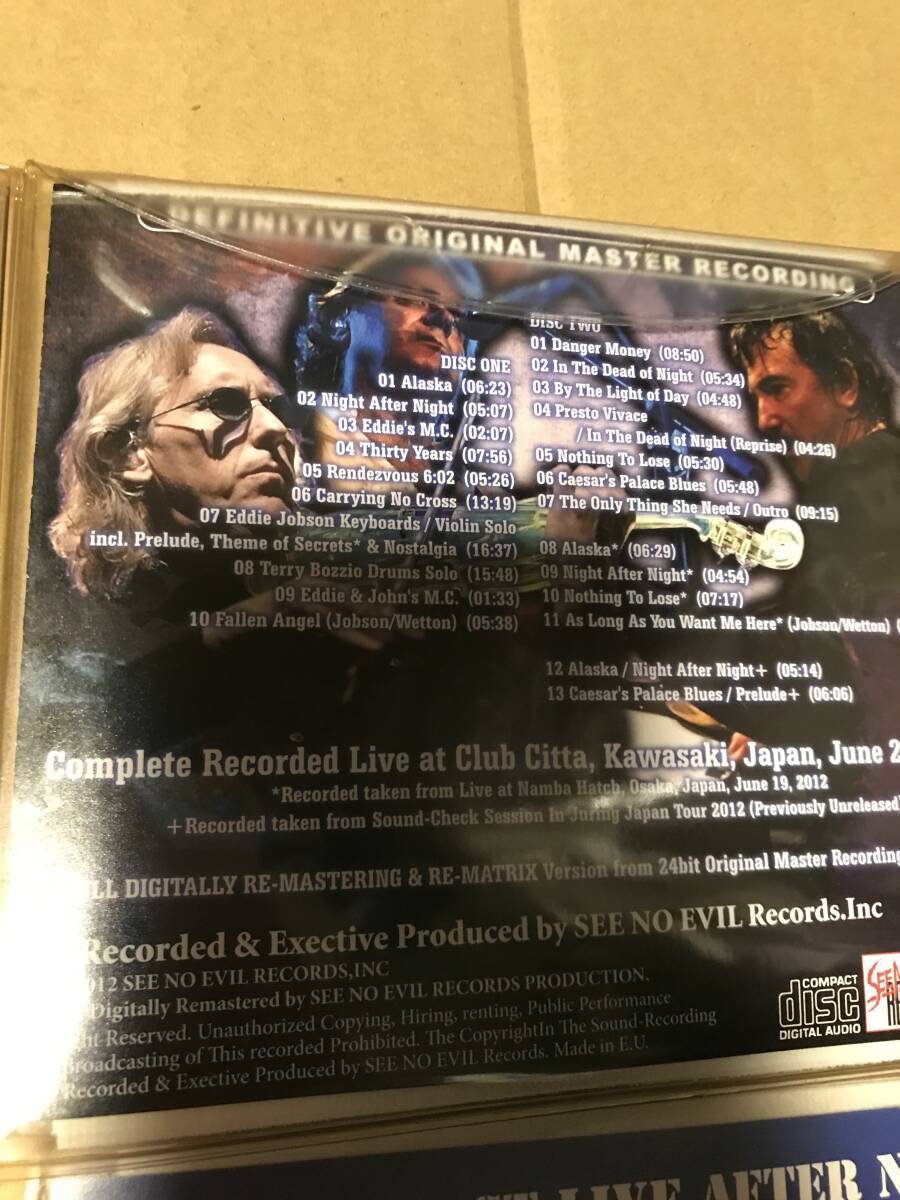 DEFINITIVE ORIGINAL MASTER RECORDING
DISC ONE
01 Alaska (06:23)
02 Night After Night (05:07)
03 Eddie's M.C. (02:07)
04 Thirty Years (07:56)
05 Rendezvous 6:02 (05:26)
06 Carrying No Cross (13:19)
07 Eddie Jobson Keyboards / Violin Solo
incl. Prelude, Theme of Secrets* & Nostalgia (16:37)
08 Terry Bozzio Drums Solo (15:48)
09 Eddie & John's M.C. (01:33)
10 Fallen Angel (Jobson/Wetton) (05:38)
DISC TWO
01 Danger Money (08:50)
02 In The Dead of Night (05:34)
03 By The Light of Day (04:48)
04 Presto Vivace
/ In The Dead of Night (Reprise) (04:26)
05 Nothing To Lose (05:30)
06 Caesar's Palace Blues (05:48)
07 The Only Thing She Needs / Outro (09:15)
08 Alaska* (06:29)
09 Night After Night* (04:54)
10 Nothing To Lose* (07:17)
11 As Long As You Want Me Here* (Jobson/Wetton) (
12 Alaska / Night After Night+ (05:14)
13 Caesar's Palace Blues / Prelude+ (06:06)
Complete Recorded Live at Club Citta, Kawasaki, Japan, June 2
*Recorded taken from Live at Namba Hatch, Osaka, Japan, June 19, 2012
+Recorded taken from Sound-Check Session In Juring Japan Tour 2012 (Previously Unreleased)
LL DIGITALLY RE-MASTERING & RE-MATRIX Version from 24bit Original Master Recording
Recorded & Exective Produced by SEE NO EVIL Records.Inc
012 SEE NO EVIL RECORDS,INC
Digitally Remastered by SEE NO EVIL RECORDS PRODUCTION.
ht Reserved. Unauthorized Copying, Hiring, renting, Public Performance
Broadcasting of This recorded Prohibited. The CopyrightIn The Sound-Recording
Recorded & Exective Produced by SEE NO EVIL Records. Made in E.U.
COMPACT
disc
DIGITAL AUDIO
LIVE AFTER N